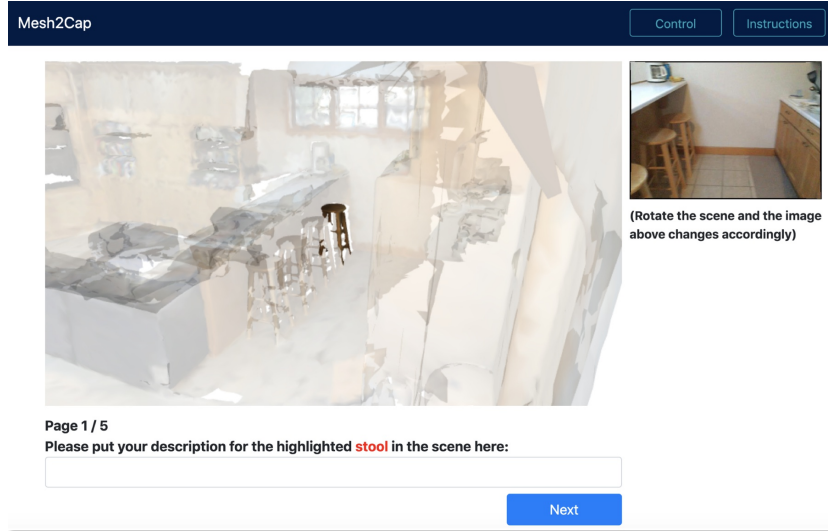 Mesh2Cap
Control
Instructions
(Rotate the scene and the image
above changes accordingly)
Page 1 / 5
Please put your description for the highlighted stool in the scene here:
Next